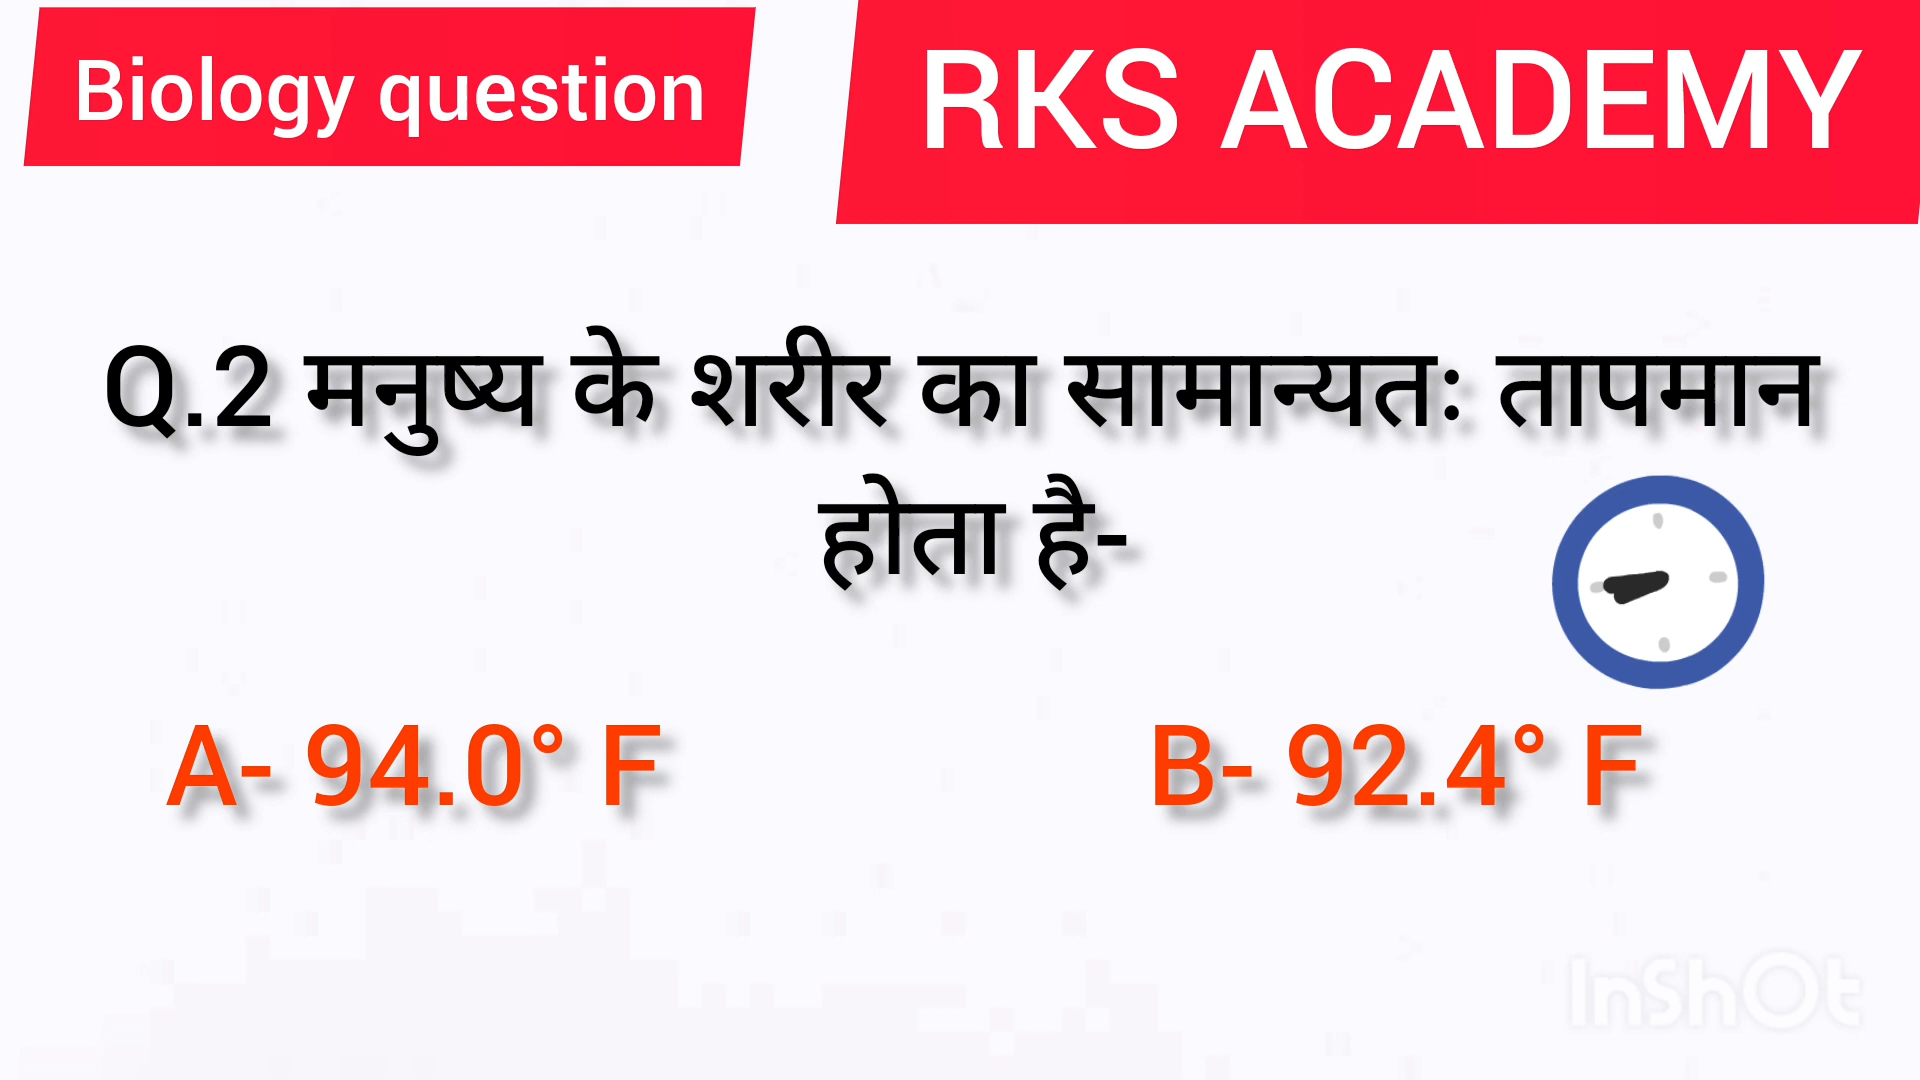 Biology question
RKS ACADEMY
Q.2 मनुष्य के शरीर का सामान्यतः तापमान
होता है-
A- 94.0° F
B- 92.4° F
InShOt